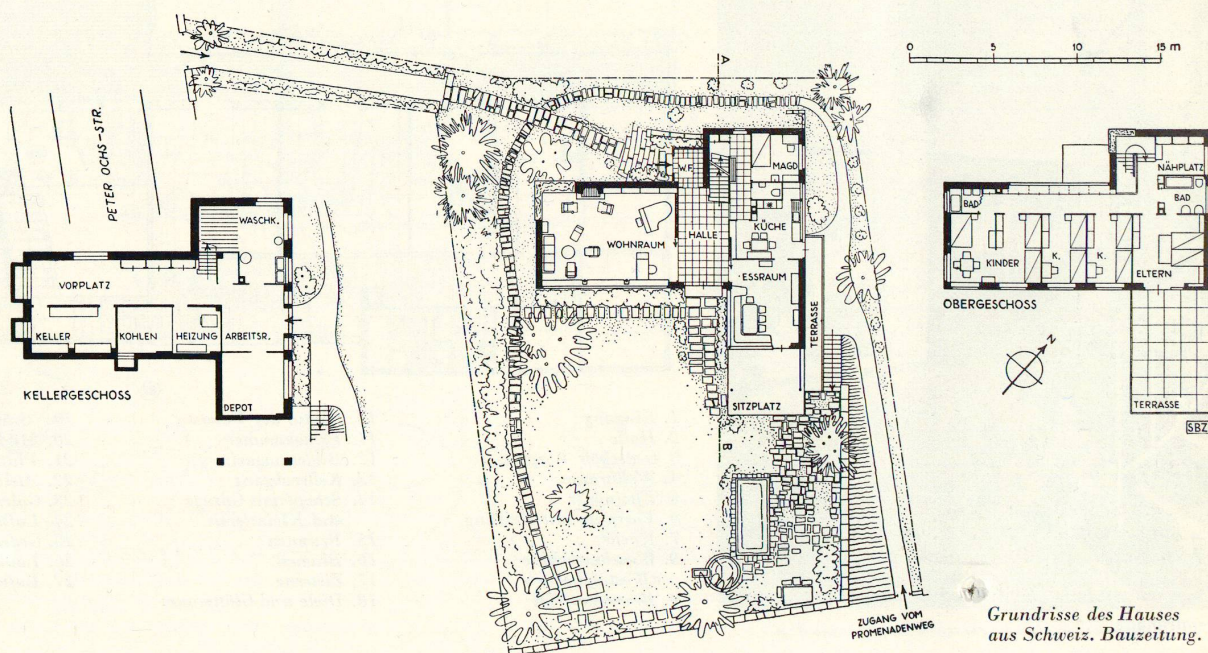 0 5 10 15 m
PETER OCHS-STR.
WASCHK.
VORPLATZ
KELLER
KOHLEN
HEIZUNG
ARBEITSR.
DEPOT
KELLERGESCHOSS
A
W.F.
MAGD
WOHNRAUM
HALLE
KÜCHE
ESSRAUM
TERRASSE
SITZPLATZ
B
ZUGANG VOM
PROMENADENWEG
NÄHPLATZ
BAD
BAD
KINDER
K.
K.
ELTERN
OBERGESCHOSS
N
TERRASSE
SBZ
Grundrisse des Hauses
aus Schweiz. Bauzeitung.